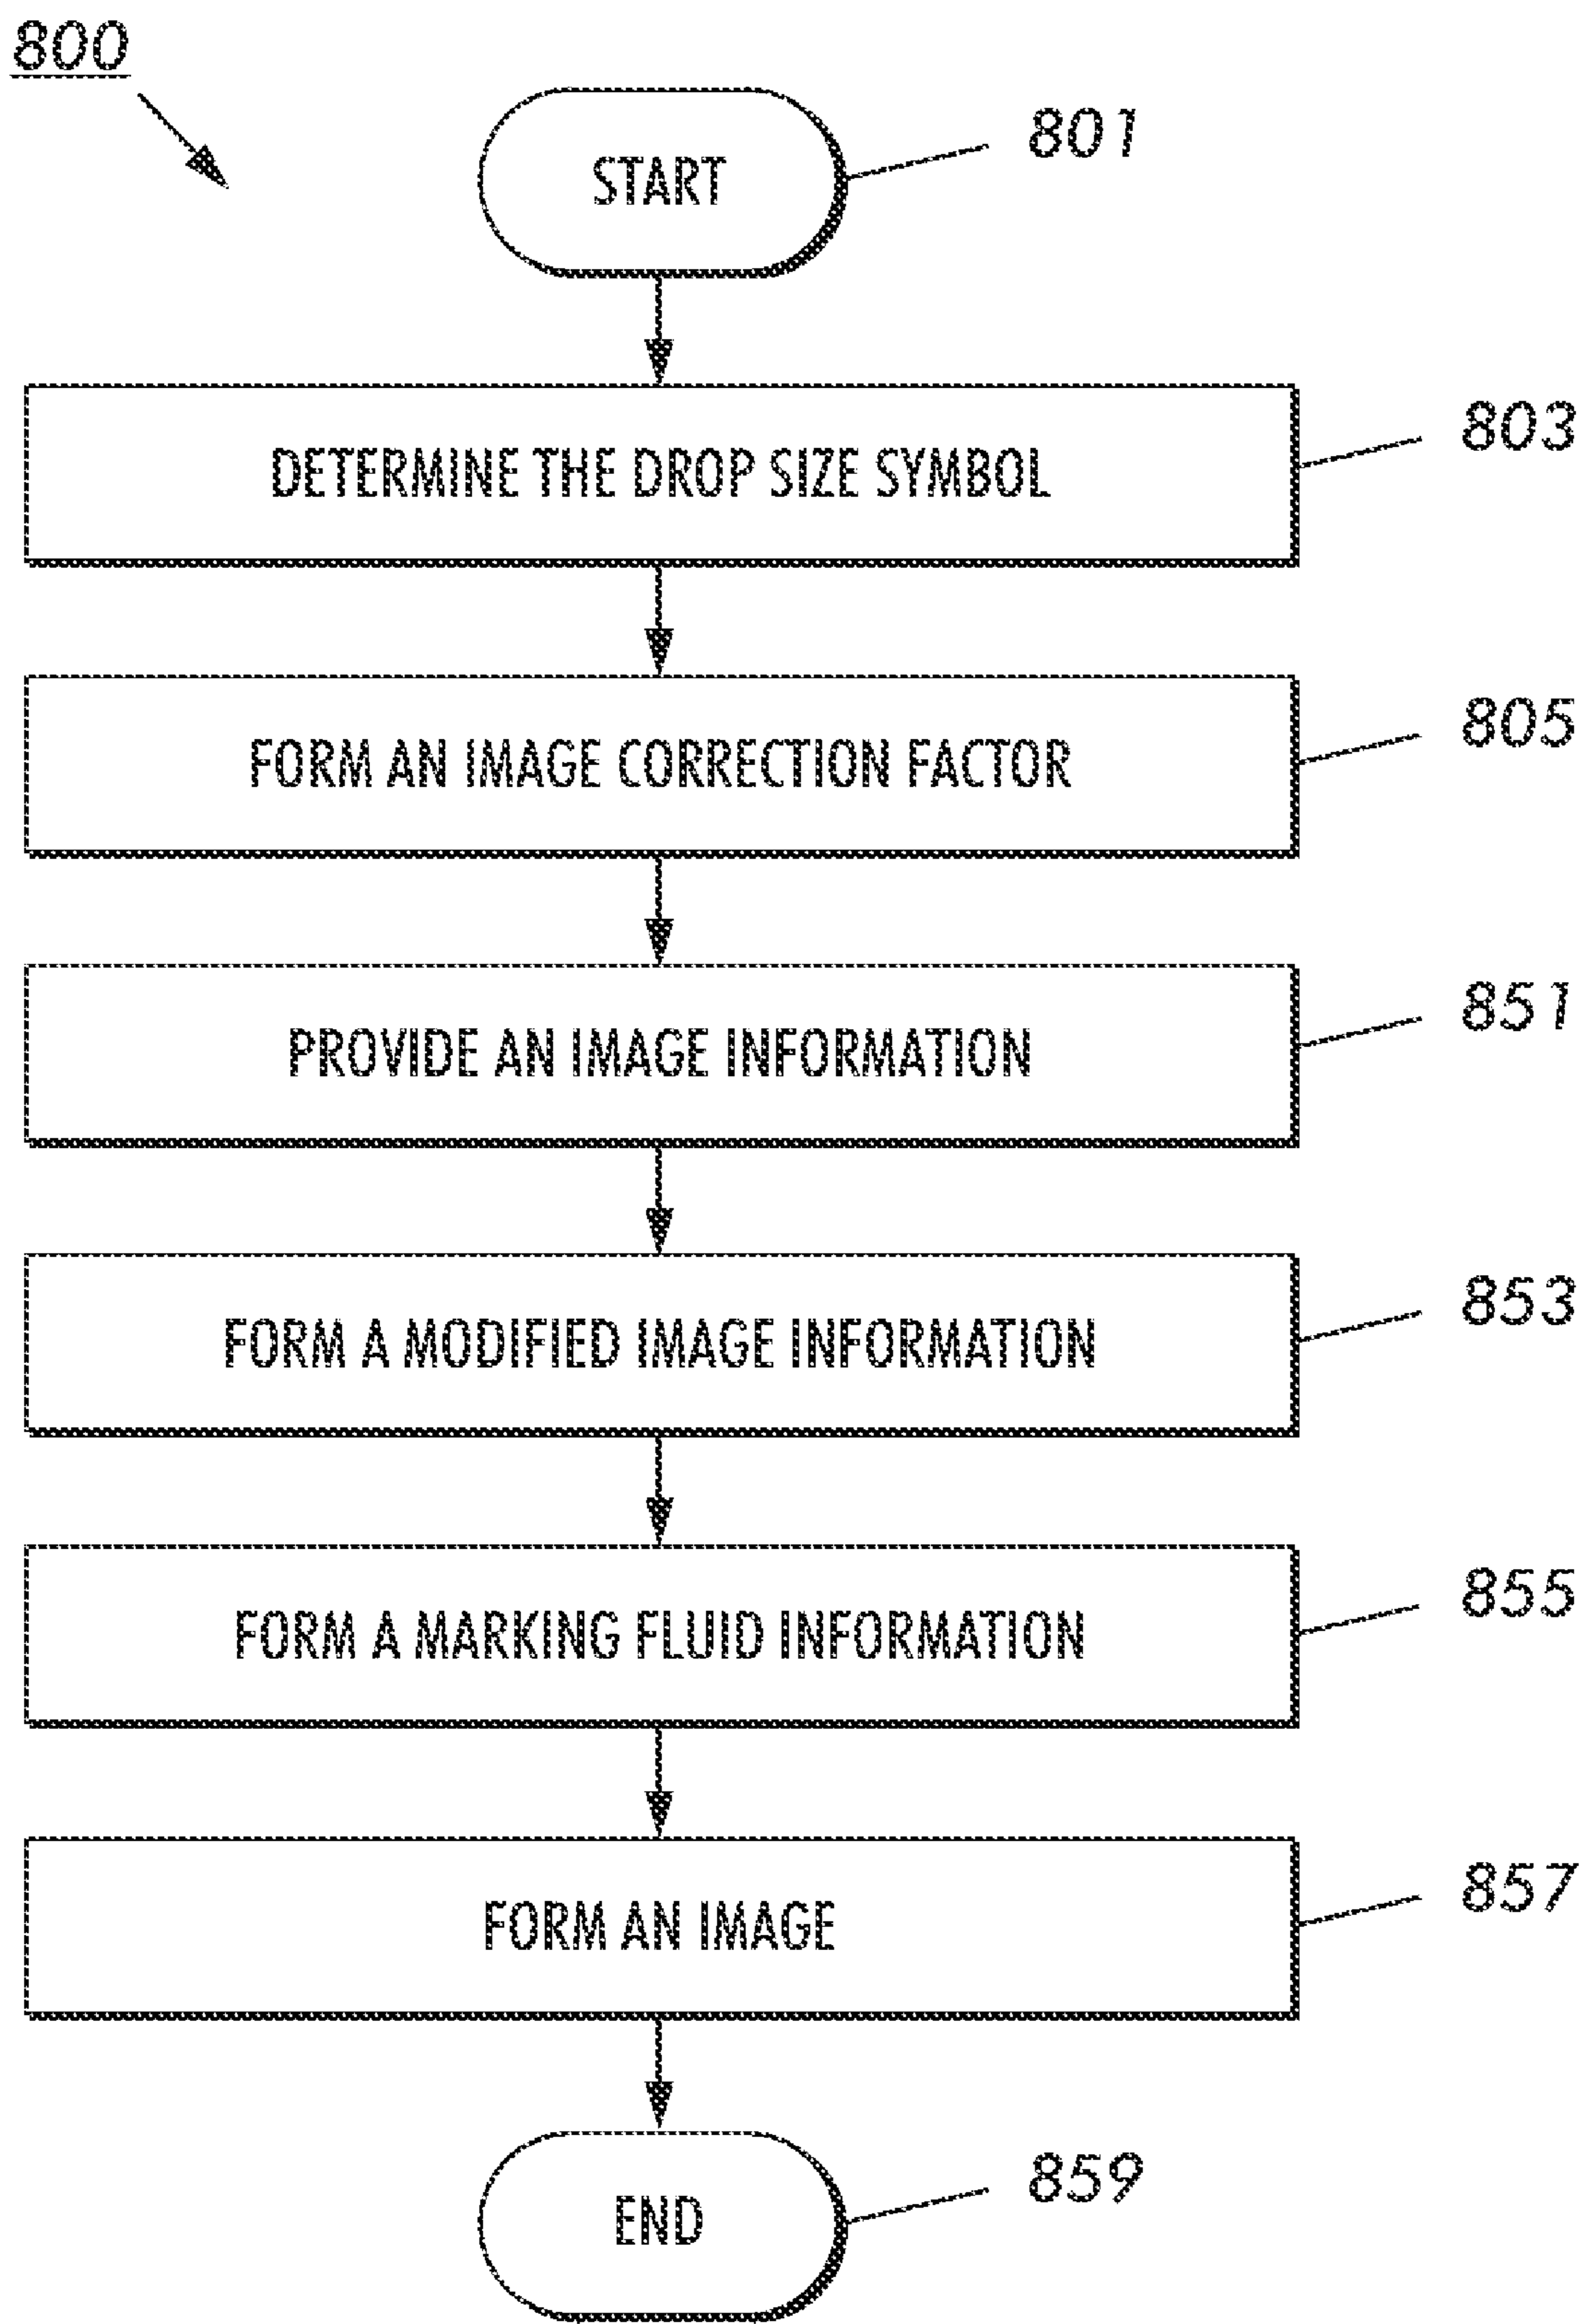 800
START
801
DETERMINE THE DROP SIZE SYMBOL
803
FORM AN IMAGE CORRECTION FACTOR
805
PROVIDE AN IMAGE INFORMATION
851
FORM A MODIFIED IMAGE INFORMATION
853
FORM A MARKING FLUID INFORMATION
855
FORM AN IMAGE
857
END
859